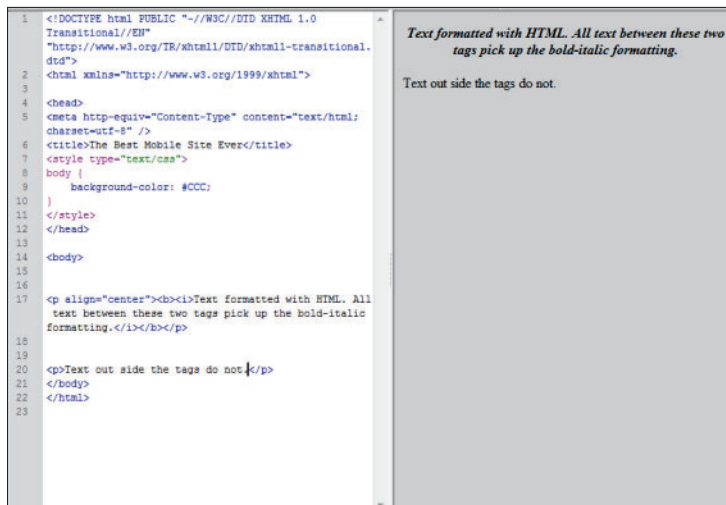 1 <!DOCTYPE html PUBLIC "-//W3C//DTD XHTML 1.0
Transitional//EN"
"http://www.w3.org/TR/xhtml1/DTD/xhtml1-transitional.
dtd">
2 <html xmlns="http://www.w3.org/1999/xhtml">
3
4 <head>
5 <meta http-equiv="Content-Type" content="text/html;
charset=utf-8" />
6 <title>The Best Mobile Site Ever</title>
7 <style type="text/css">
8 body {
9 background-color: #CCC;
10 }
11 </style>
12 </head>
13
14 <body>
15
16
17 <p align="center"><b><i>Text formatted with HTML. All
text between these two tags pick up the bold-italic
formatting.</i></b></p>
18
19
20 <p>Text out side the tags do not.</p>
21 </body>
22 </html>
23
Text formatted with HTML. All text between these two
tags pick up the bold-italic formatting.
Text out side the tags do not.